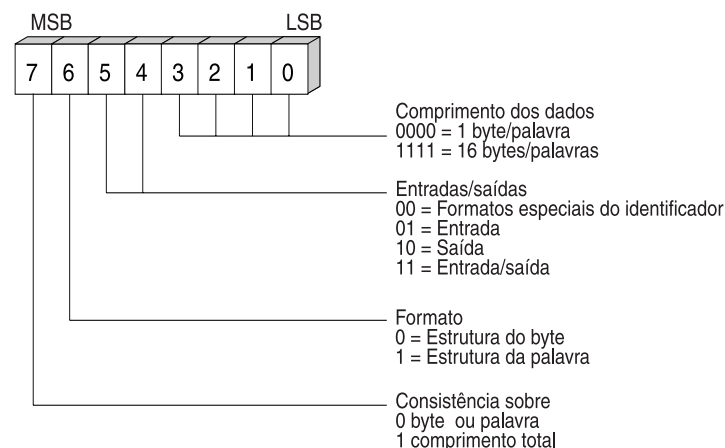 MSB LSB
7 6 5 4 3 2 1 0
Comprimento dos dados
0000 = 1 byte/palavra
1111 = 16 bytes/palavras
Entradas/saídas
00 = Formatos especiais do identificador
01 = Entrada
10 = Saída
11 = Entrada/saída
Formato
0 = Estrutura do byte
1 = Estrutura da palavra
Consistência sobre
0 byte ou palavra
1 comprimento total